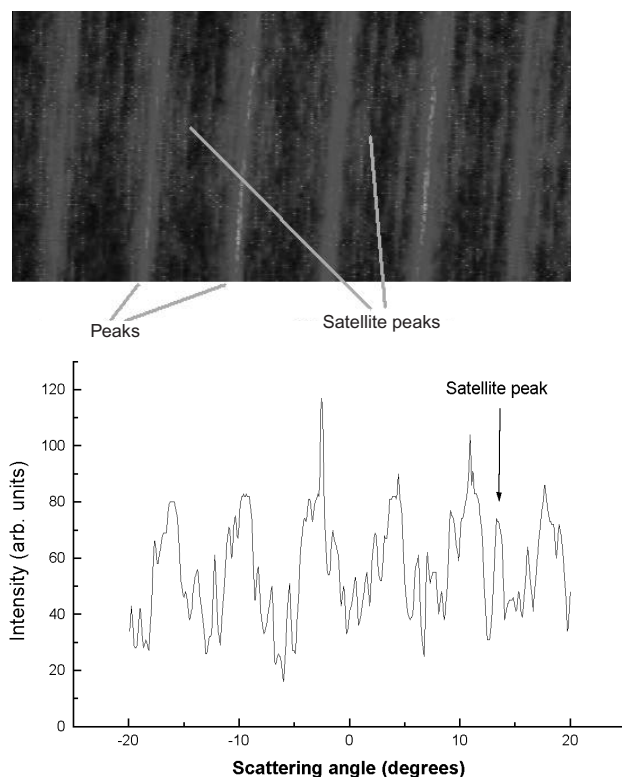 Peaks
Satellite peaks
Satellite peak
120
100
80
60
40
20
0
Intensity (arb. units)
-20 -10 0 10 20
Scattering angle (degrees)